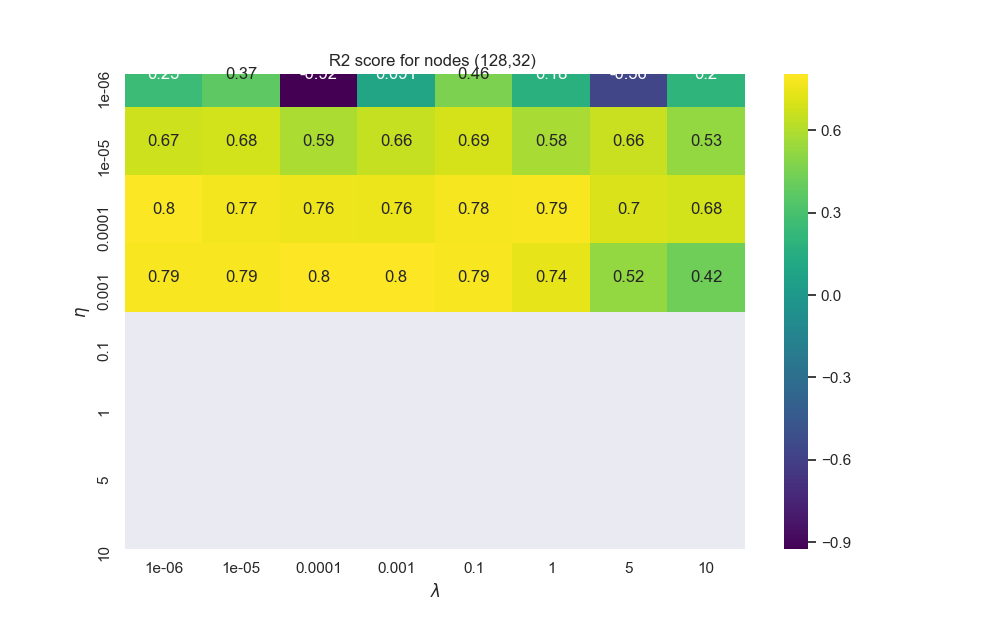 R2 score for nodes (128,32)
1e-06 0.37 0.46
1e-05 0.67 0.68 0.59 0.66 0.69 0.58 0.66 0.53
0.0001 0.8 0.77 0.76 0.76 0.78 0.79 0.7 0.68
0.001 0.79 0.79 0.8 0.8 0.79 0.74 0.52 0.42
η
0.1
1
5
10
1e-06 1e-05 0.0001 0.001 0.1 1 5 10
λ
0.6
0.3
0.0
−0.3
−0.6
−0.9